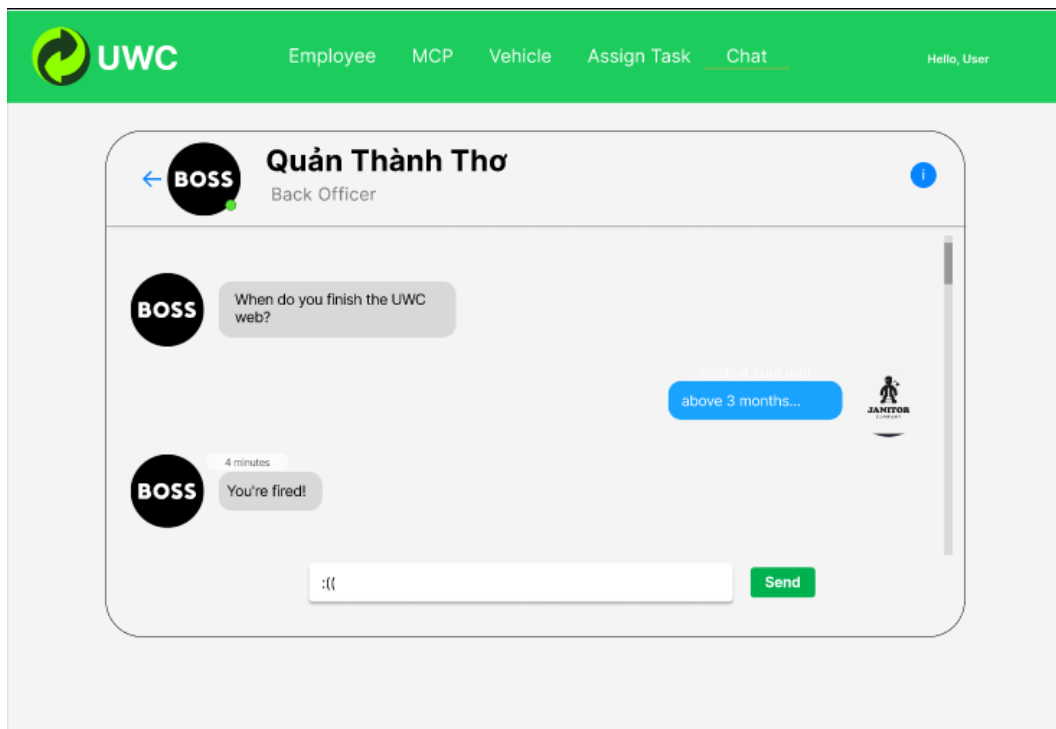 UWC
Employee MCP Vehicle Assign Task Chat
Hello, User
BOSS
Quản Thành Thơ
Back Officer
i
BOSS
When do you finish the UWC
web?
above 3 months...
JANITOR
BOSS
4 minutes
You're fired!
:((
Send